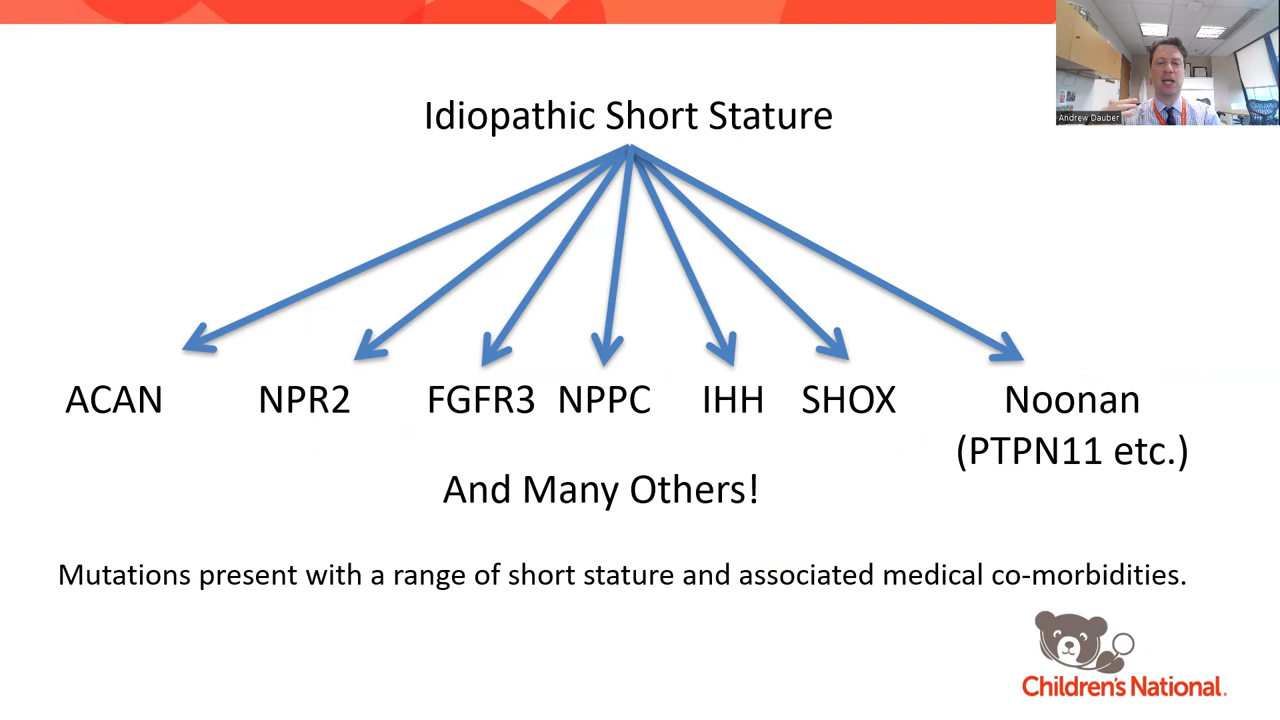 Andrew Dauber
Idiopathic Short Stature
ACAN NPR2 FGFR3 NPPC IHH SHOX Noonan
(PTPN11 etc.)
And Many Others!
Mutations present with a range of short stature and associated medical co-morbidities.
Children's National.